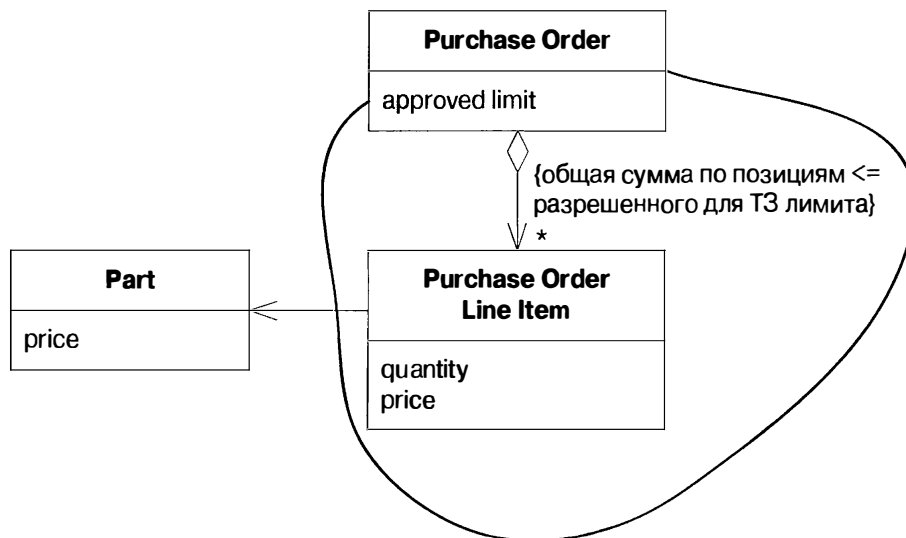 Purchase Order
approved limit
{общая сумма по позициям <=
разрешенного для ТЗ лимита}
*
Part
price
Purchase Order
Line Item
quantity
price